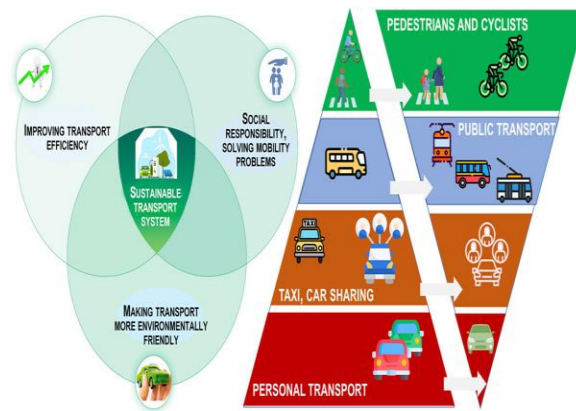 IMPROVING TRANSPORT
EFFICIENCY
SOCIAL
RESPONSIBILITY,
SOLVING MOBILITY
PROBLEMS
SUSTAINABLE
TRANSPORT
SYSTEM
MAKING TRANSPORT
MORE ENVIRONMENTALLY
FRIENDLY
PEDESTRIANS AND CYCLISTS
PUBLIC TRANSPORT
TAXI
TAXI, CAR SHARING
PERSONAL TRANSPORT